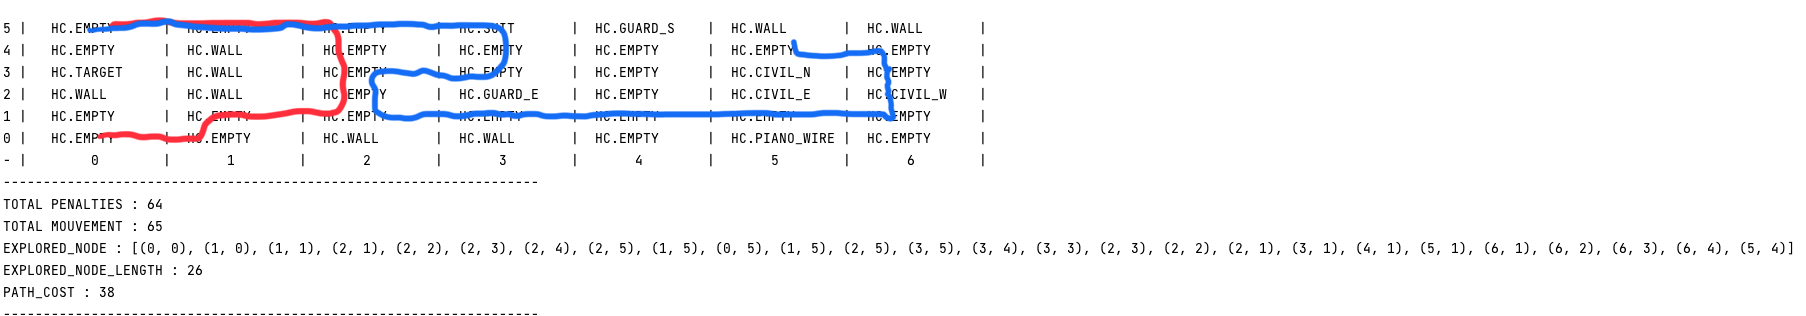 5 | HC.EMPTY | HC.EMPTY | HC.EMPTY | HC.SUIT | HC.GUARD_S | HC.WALL | HC.WALL |
4 | HC.EMPTY | HC.WALL | HC.EMPTY | HC.EMPTY | HC.EMPTY | HC.EMPTY | HC.EMPTY |
3 | HC.TARGET | HC.WALL | HC.EMPTY | HC.EMPTY | HC.EMPTY | HC.CIVIL_N | HC.EMPTY |
2 | HC.WALL | HC.WALL | HC.EMPTY | HC.GUARD_E | HC.EMPTY | HC.CIVIL_E | HC.CIVIL_W |
1 | HC.EMPTY | HC.EMPTY | HC.EMPTY | HC.EMPTY | HC.EMPTY | HC.EMPTY | HC.EMPTY |
0 | HC.EMPTY | HC.EMPTY | HC.WALL | HC.WALL | HC.EMPTY | HC.PIANO_WIRE | HC.EMPTY |
- | 0 | 1 | 2 | 3 | 4 | 5 | 6 |
-------------------------------------------------------------------
TOTAL PENALTIES : 64
TOTAL MOUVEMENT : 65
EXPLORED_NODE : [(0, 0), (1, 0), (1, 1), (2, 1), (2, 2), (2, 3), (2, 4), (2, 5), (1, 5), (0, 5), (1, 5), (2, 5), (3, 5), (3, 4), (3, 3), (2, 3), (2, 2), (2, 1), (3, 1), (4, 1), (5, 1), (6, 1), (6, 2), (6, 3), (6, 4), (5, 4)]
EXPLORED_NODE_LENGTH : 26
PATH_COST : 38
-------------------------------------------------------------------